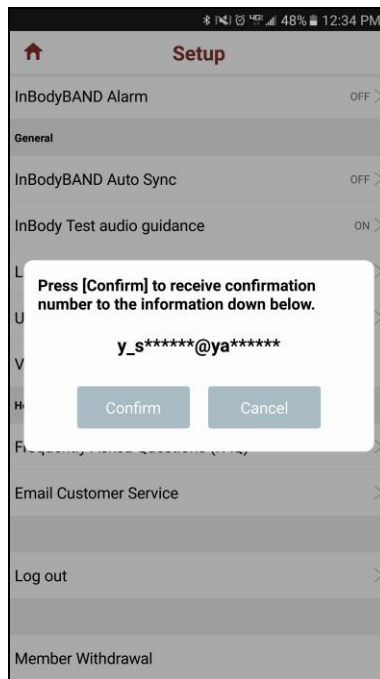 48% 12:34 PM
Setup
InBodyBAND Alarm OFF
General
InBodyBAND Auto Sync OFF
InBody Test audio guidance ON
L
Press [Confirm] to receive confirmation
number to the information down below.
U
y_s******@ya******
V
Confirm Cancel
H
Email Customer Service
Log out
Member Withdrawal